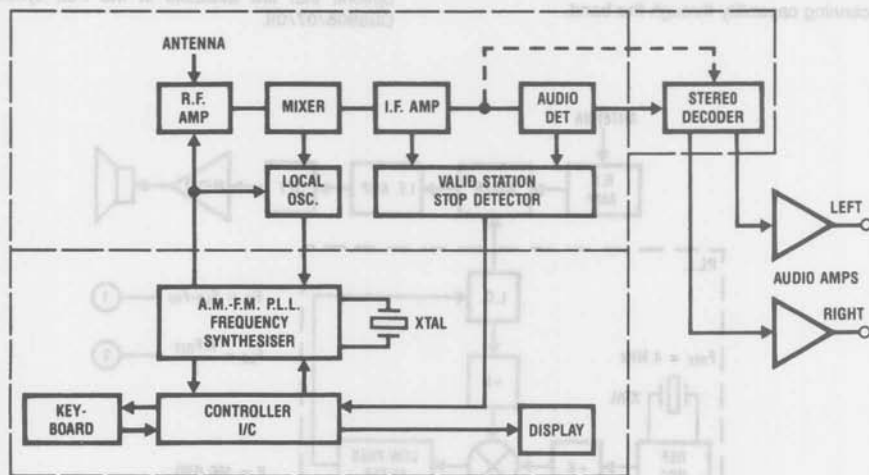 ANTENNA
R.F.
AMP
MIXER
I.F. AMP
AUDIO
DET
STEREO
DECODER
LOCAL
OSC.
VALID STATION
STOP DETECTOR
LEFT
AUDIO AMPS
RIGHT
A.M.-F.M. P.L.L.
FREQUENCY
SYNTHESISER
XTAL
KEY-
BOARD
CONTROLLER
I/C
DISPLAY